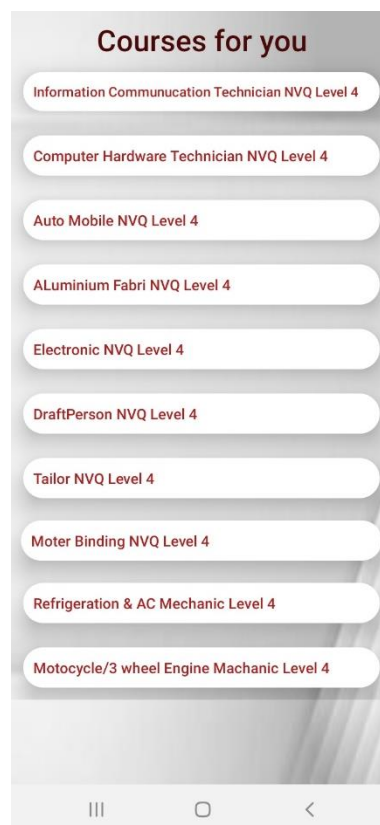 Courses for you
Information Communucation Technician NVQ Level 4
Computer Hardware Technician NVQ Level 4
Auto Mobile NVQ Level 4
ALuminium Fabri NVQ Level 4
Electronic NVQ Level 4
DraftPerson NVQ Level 4
Tailor NVQ Level 4
Moter Binding NVQ Level 4
Refrigeration & AC Mechanic Level 4
Motocycle/3 wheel Engine Machanic Level 4